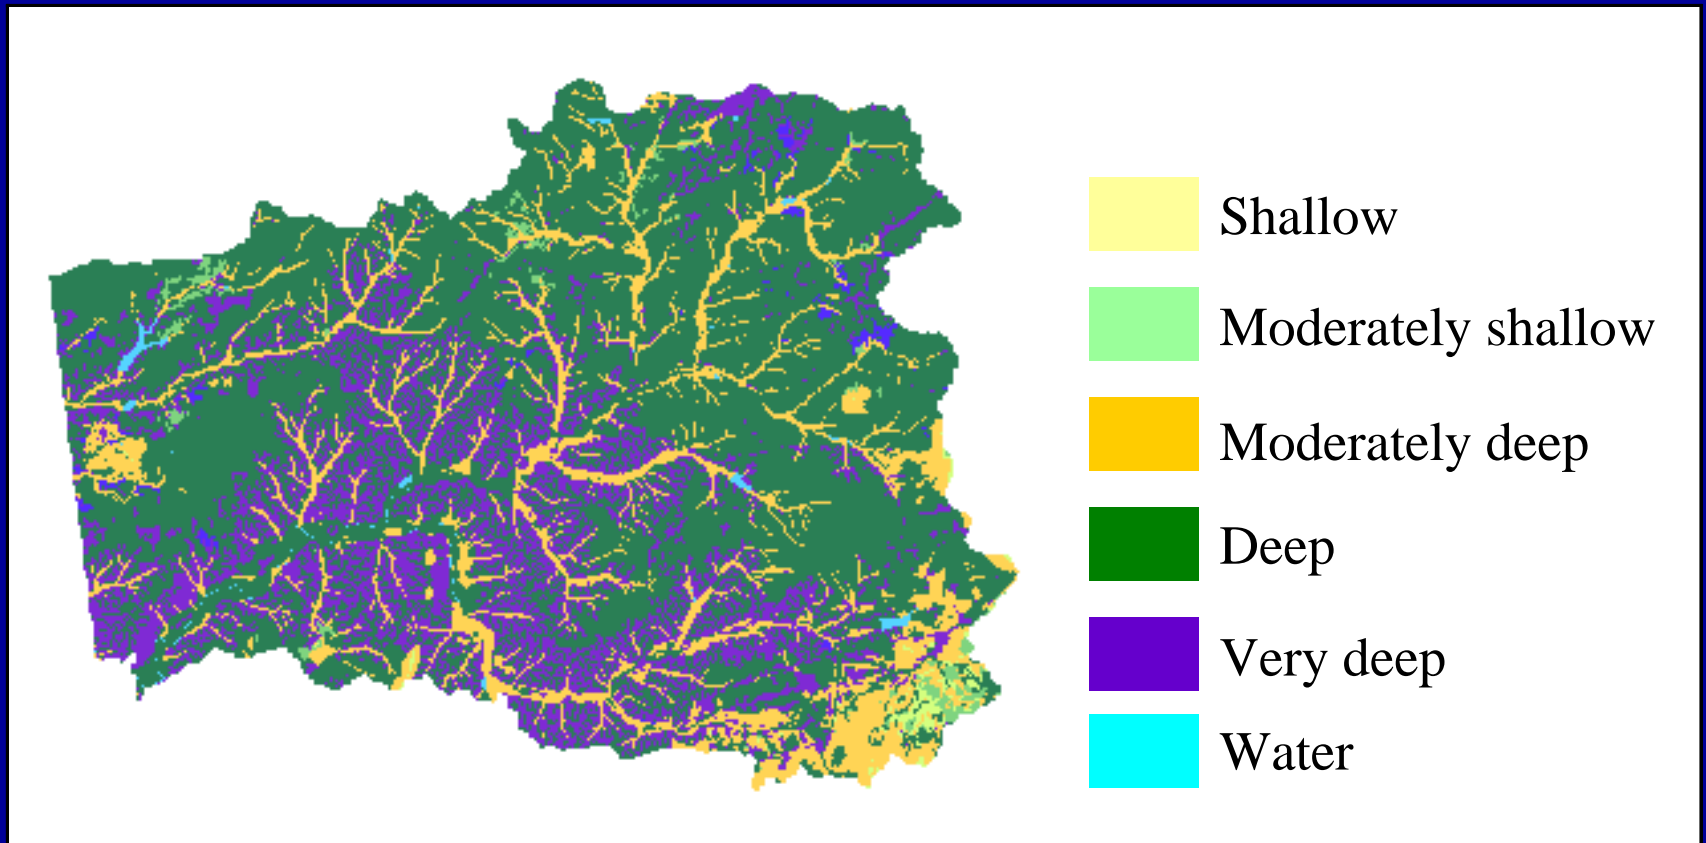 Shallow
Moderately shallow
Moderately deep
Deep
Very deep
Water